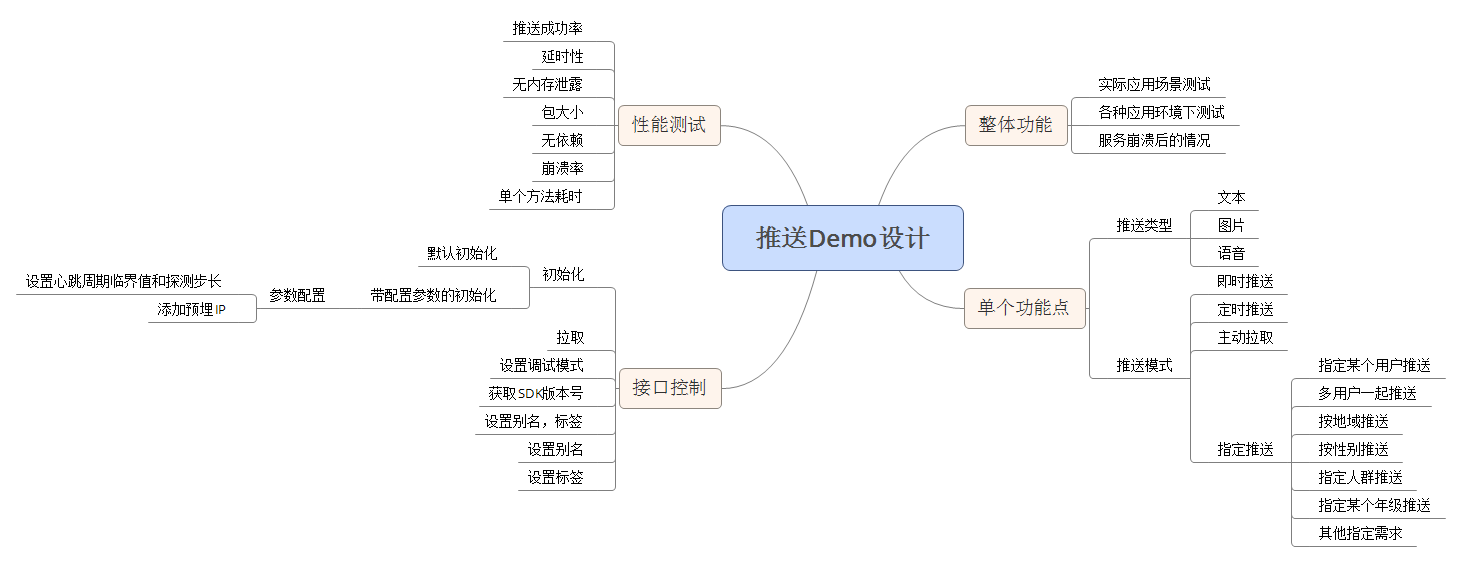 推送Demo设计
整体功能
实际应用场景测试
各种应用环境下测试
服务崩溃后的情况
单个功能点
推送类型
文本
图片
语音
推送模式
即时推送
定时推送
主动拉取
指定推送
指定某个用户推送
多用户一起推送
按地域推送
按性别推送
指定人群推送
指定某个年级推送
其他指定需求
性能测试
推送成功率
延时性
无内存泄露
包大小
无依赖
崩溃率
单个方法耗时
接口控制
初始化
默认初始化
带配置参数的初始化
参数配置
设置心跳周期临界值和探测步长
添加预埋IP
拉取
设置调试模式
获取SDK版本号
设置别名，标签
设置别名
设置标签